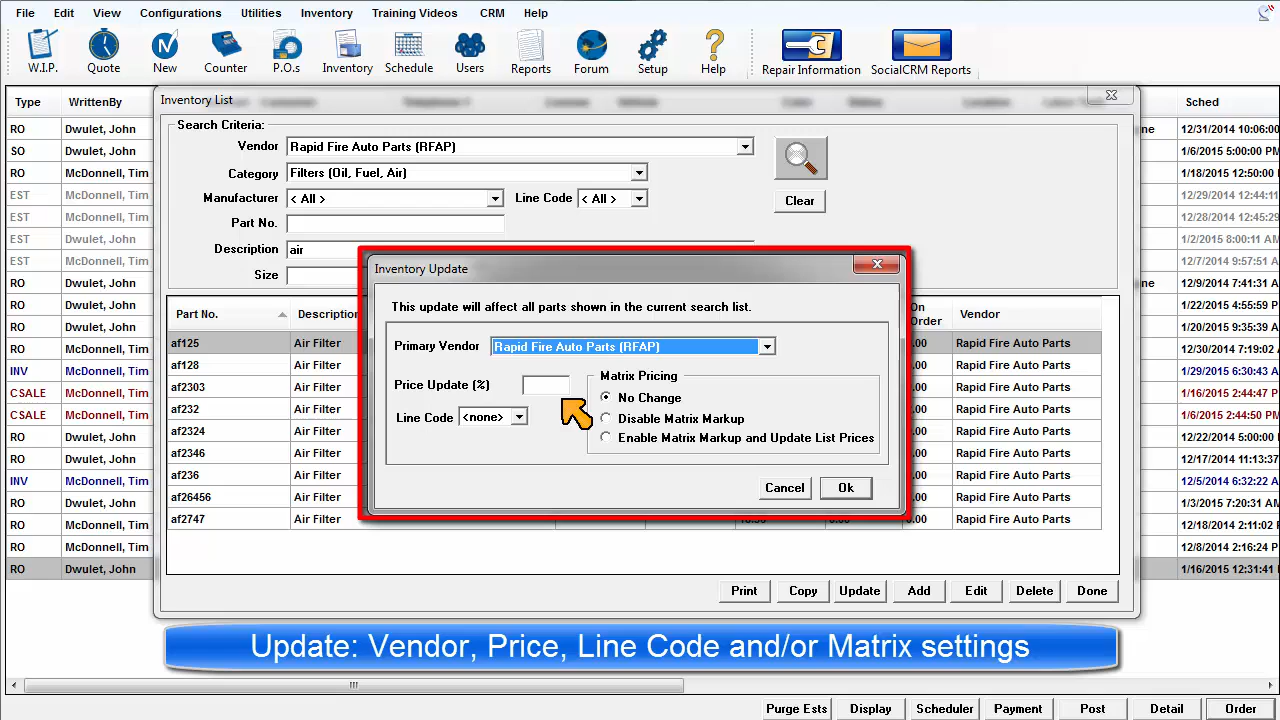 File Edit View Configurations Utilities Inventory Training Videos CRM Help
W.I.P. Quote New Counter P.O.s Inventory Schedule Users Reports Forum Setup Help Repair Information SocialCRM Reports
Type WrittenBy Sched
Inventory List
Search Criteria:
Vendor Rapid Fire Auto Parts (RFAP)
Category Filters (Oil, Fuel, Air)
Manufacturer < All > Line Code < All > Clear
Part No.
Description air
Size
RO Dwulet, John ne 12/31/2014 10:06:00
SO Dwulet, John 1/6/2015 5:00:00 PM
RO McDonnell, Tim 1/18/2015 12:50:00
EST McDonnell, Tim 12/29/2014 12:44:11
EST McDonnell, Tim 12/28/2014 12:45:29
EST McDonnell, Tim 1/2/2015 8:00:11 AM
EST McDonnell, Tim 12/7/2014 9:57:51
RO Dwulet, John ne 12/9/2014 7:41:31
RO Dwulet, John 1/22/2015 4:55:59
RO Dwulet, John 1/20/2015 9:35:39
RO McDonnell, Tim 12/30/2014 7:19:02
INV McDonnell, Tim ne 1/29/2015 6:30:43
CSALE McDonnell, Tim 1/16/2015 2:44:47 P
CSALE McDonnell, Tim 1/6/2015 2:44:50 PM
RO Dwulet, John 1/22/2015 5:00:00
RO Dwulet, John 12/17/2014 11:13:37
INV McDonnell, Tim 12/5/2014 6:32:22
RO Dwulet, John 1/3/2015 7:20:31 A
RO McDonnell, Tim 12/18/2014 2:11:02
RO McDonnell, Tim 12/8/2014 2:16:24 P
RO Dwulet, John 1/16/2015 12:31:41
Part No. Description On Order Vendor
af125 Air Filter .00 Rapid Fire Auto Parts
af128 Air Filter .00 Rapid Fire Auto Parts
af2303 Air Filter .00 Rapid Fire Auto Parts
af232 Air Filter .00 Rapid Fire Auto Parts
af2324 Air Filter .00 Rapid Fire Auto Parts
af2346 Air Filter .00 Rapid Fire Auto Parts
af236 Air Filter .00 Rapid Fire Auto Parts
af26456 Air Filter .00 Rapid Fire Auto Parts
af2747 Air Filter .00 Rapid Fire Auto Parts
Inventory Update
This update will affect all parts shown in the current search list.
Primary Vendor Rapid Fire Auto Parts (RFAP)
Price Update (%)
Line Code <none>
Matrix Pricing
No Change
Disable Matrix Markup
Enable Matrix Markup and Update List Prices
Cancel Ok
Print Copy Update Add Edit Delete Done
Update: Vendor, Price, Line Code and/or Matrix settings
Purge Ests Display Scheduler Payment Post Detail Order